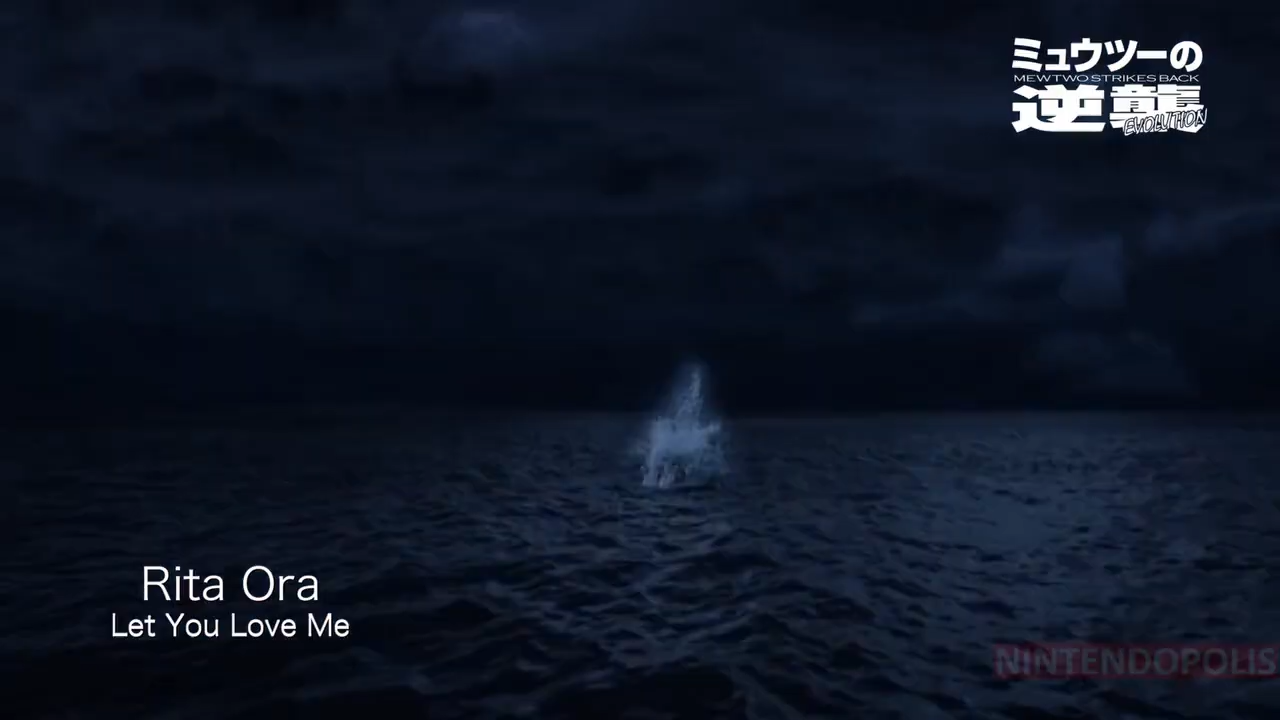 ミュウツーの
MEWTWO STRIKES BACK
逆襲
EVOLUTION
Rita Ora
Let You Love Me
NINTENDOPOLIS